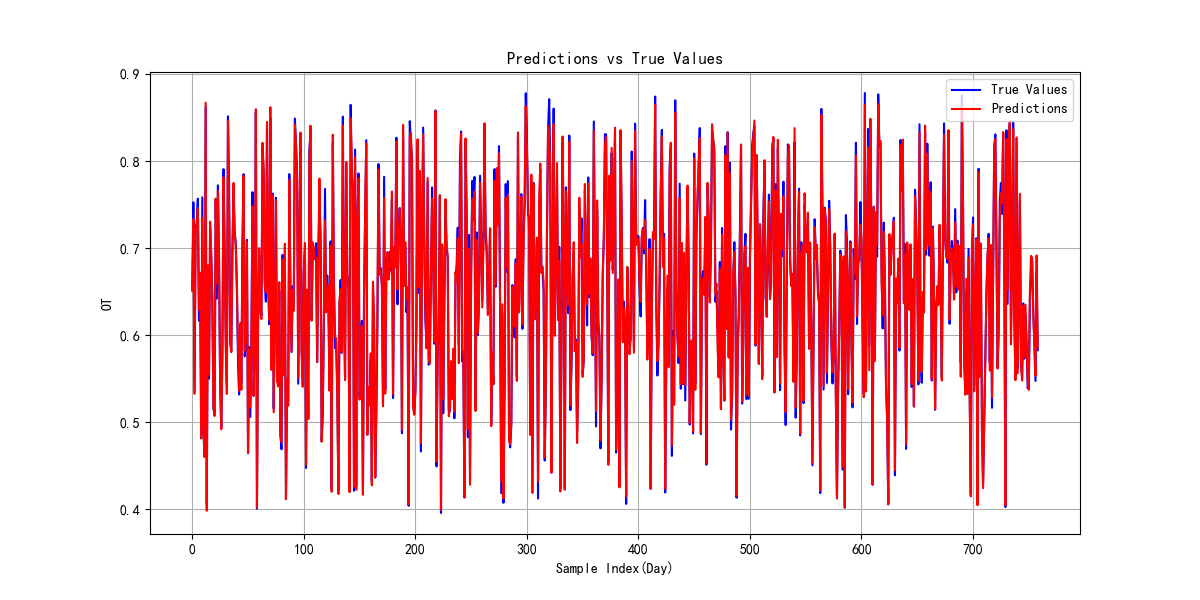 Predictions vs True Values
True Values
Predictions
0.9
0.8
0.7
0.6
0.5
0.4
OT
0 100 200 300 400 500 600 700
Sample Index(Day)